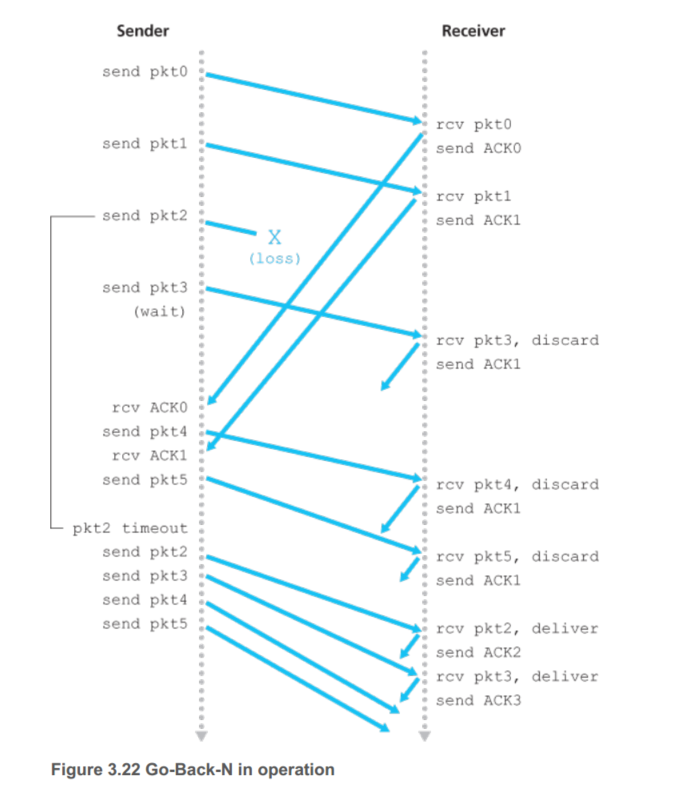 Sender
Receiver
send pkt0
rcv pkt0
send ACK0
send pkt1
rcv pkt1
send ACK1
send pkt2
X
(loss)
send pkt3
(wait)
rcv pkt3, discard
send ACK1
rcv ACK0
send pkt4
rcv ACK1
send pkt5
rcv pkt4, discard
send ACK1
pkt2 timeout
send pkt2
send pkt3
send pkt4
send pkt5
rcv pkt5, discard
send ACK1
rcv pkt2, deliver
send ACK2
rcv pkt3, deliver
send ACK3
Figure 3.22 Go-Back-N in operation